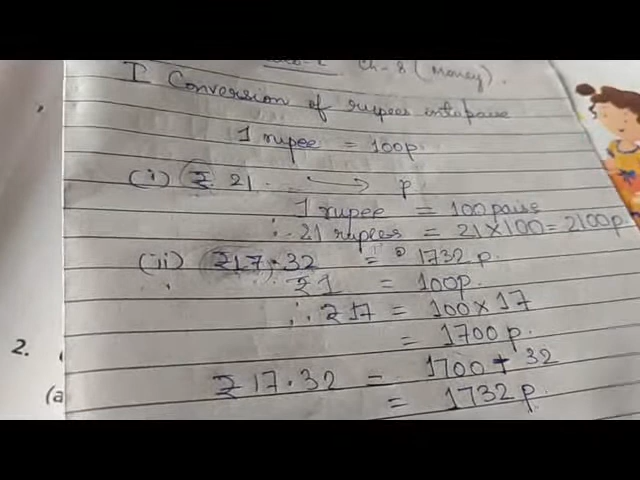 Ch-8 (Money).
I Conversion of rupees into paise
1 rupee = 100p.
(i) ₹ 21. → p
1 rupee = 100 paise
∴ 21 rupees = 21×100 = 2100p.
(ii) ₹17.32 = 1732 p.
₹1 = 100p.
∴ ₹17 = 100×17
= 1700 p.
₹17.32 = 1700 + 32
= 1732 p.
2.
(a